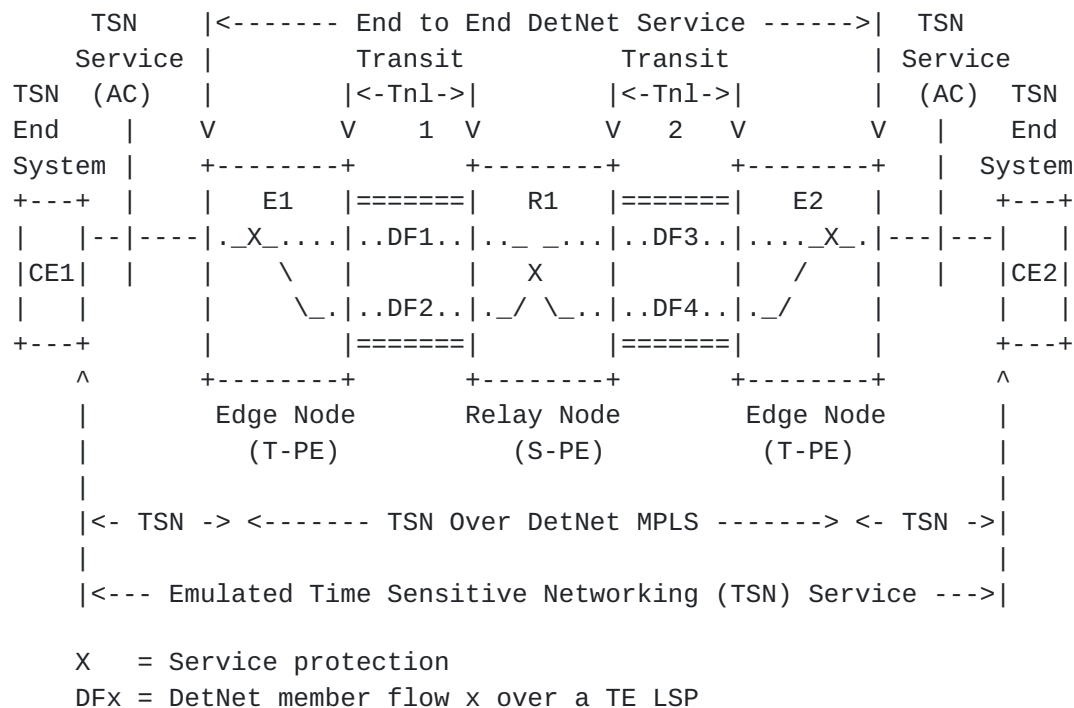 TSN    |<------- End to End DetNet Service ------>|  TSN
    Service |         Transit          Transit         | Service
TSN  (AC)   |        |<-Tnl->|        |<-Tnl->|        |  (AC)  TSN
End    |    V        V   1   V        V   2   V        V   |    End
System |    +--------+       +--------+       +--------+   |  System
+---+  |    |   E1   |=======|   R1   |=======|   E2   |   |   +---+
|   |--|----|._X_....|..DF1..|.._ _...|..DF3..|...._X_.|---|---|   |
|CE1|  |    |    \   |       |   X    |       |   /    |   |   |CE2|
|   |       |     \_.|..DF2..|._/ \_..|..DF4..|._/     |       |   |
+---+       |        |=======|        |=======|        |       +---+
    ^       +--------+       +--------+       +--------+       ^
    |        Edge Node       Relay Node        Edge Node       |
    |          (T-PE)           (S-PE)          (T-PE)         |
    |                                                          |
    |<- TSN -> <------- TSN Over DetNet MPLS -------> <- TSN ->|
    |                                                          |
    |<--- Emulated Time Sensitive Networking (TSN) Service --->|

    X   = Service protection
    DFx = DetNet member flow x over a TE LSP